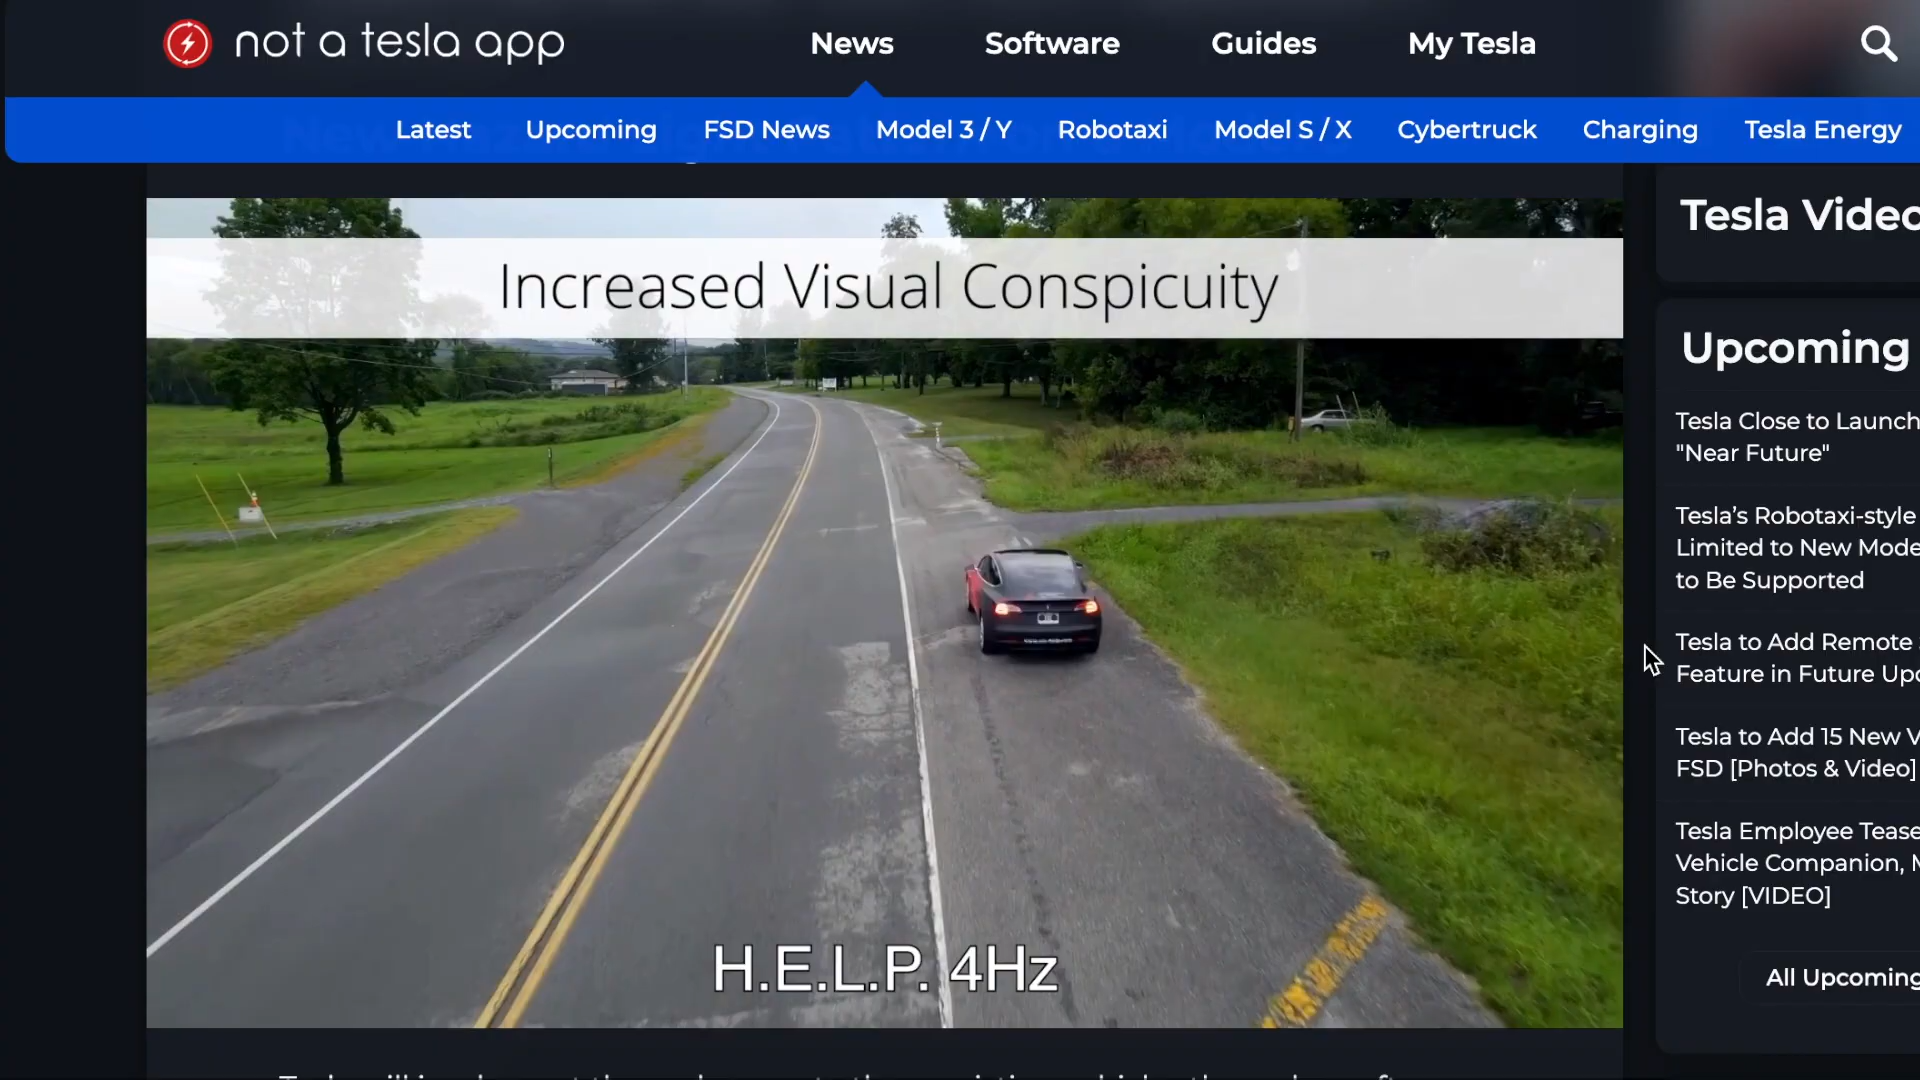 not a tesla app
News
Software
Guides
My Tesla
Latest
Upcoming
FSD News
Model 3 / Y
Robotaxi
Model S / X
Cybertruck
Charging
Tesla Energy
Increased Visual Conspicuity
H.E.L.P. 4Hz
Tesla Video
Upcoming
Tesla Close to Launch
"Near Future"
Tesla's Robotaxi-style
Limited to New Mode
to Be Supported
Tesla to Add Remote
Feature in Future Up
Tesla to Add 15 New V
FSD [Photos & Video]
Tesla Employee Tease
Vehicle Companion, M
Story [VIDEO]
All Upcoming